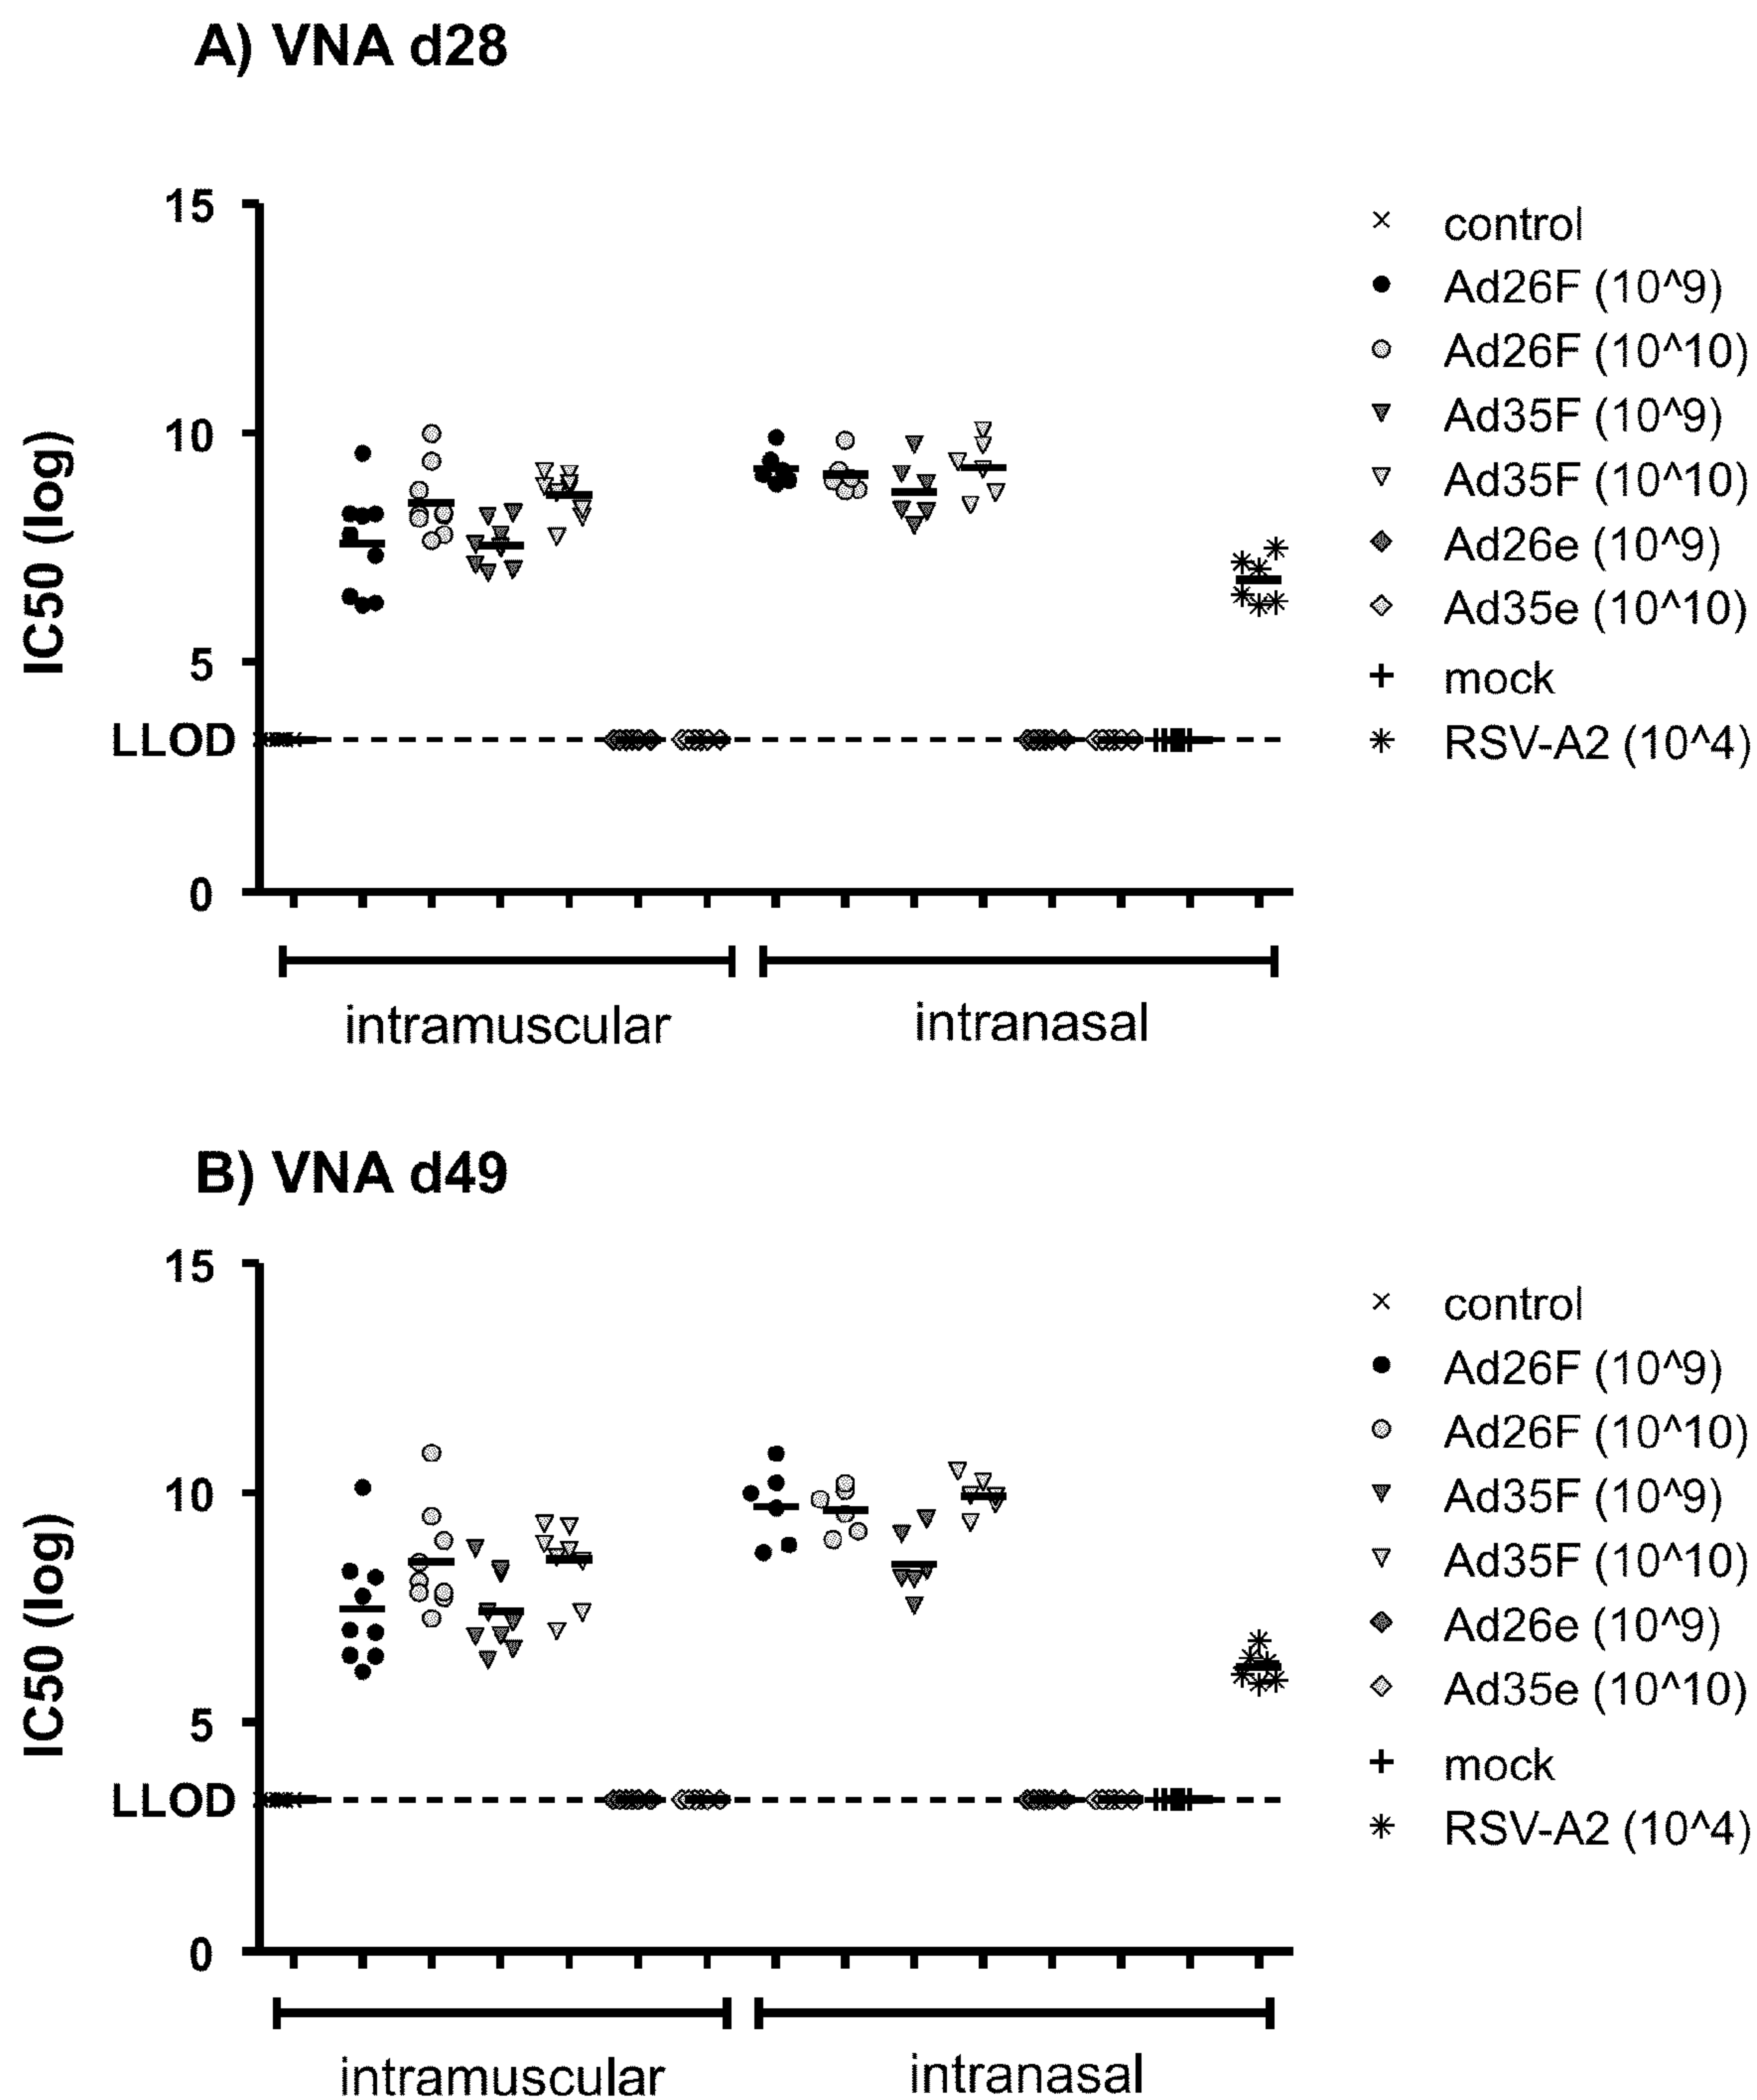 A) VNA d28
15
10
5
LLOD
0
IC50 (log)
control
Ad26F (10^9)
Ad26F (10^10)
Ad35F (10^9)
Ad35F (10^10)
Ad26e (10^9)
Ad35e (10^10)
mock
RSV-A2 (10^4)
intramuscular
intranasal
B) VNA d49
15
10
5
LLOD
0
IC50 (log)
control
Ad26F (10^9)
Ad26F (10^10)
Ad35F (10^9)
Ad35F (10^10)
Ad26e (10^9)
Ad35e (10^10)
mock
RSV-A2 (10^4)
intramuscular
intranasal